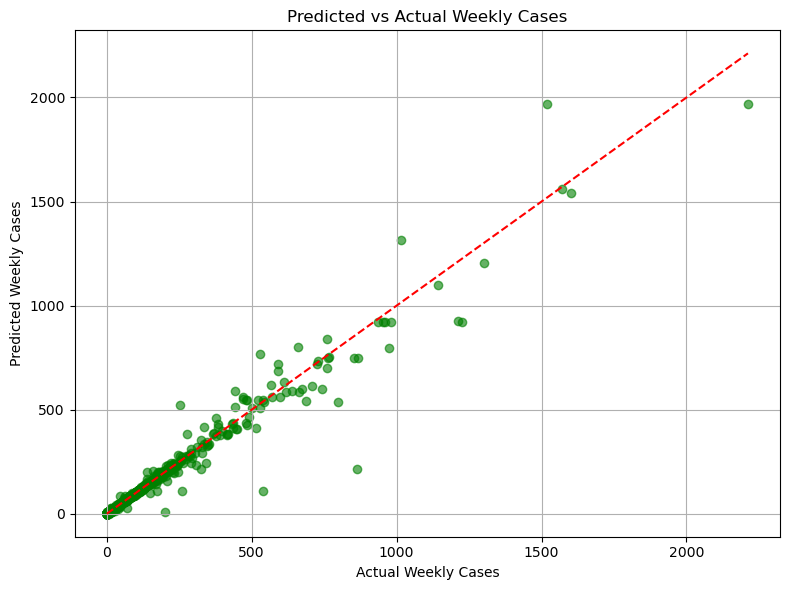 Predicted vs Actual Weekly Cases
2000
1500
1000
500
0
Predicted Weekly Cases
0 500 1000 1500 2000
Actual Weekly Cases